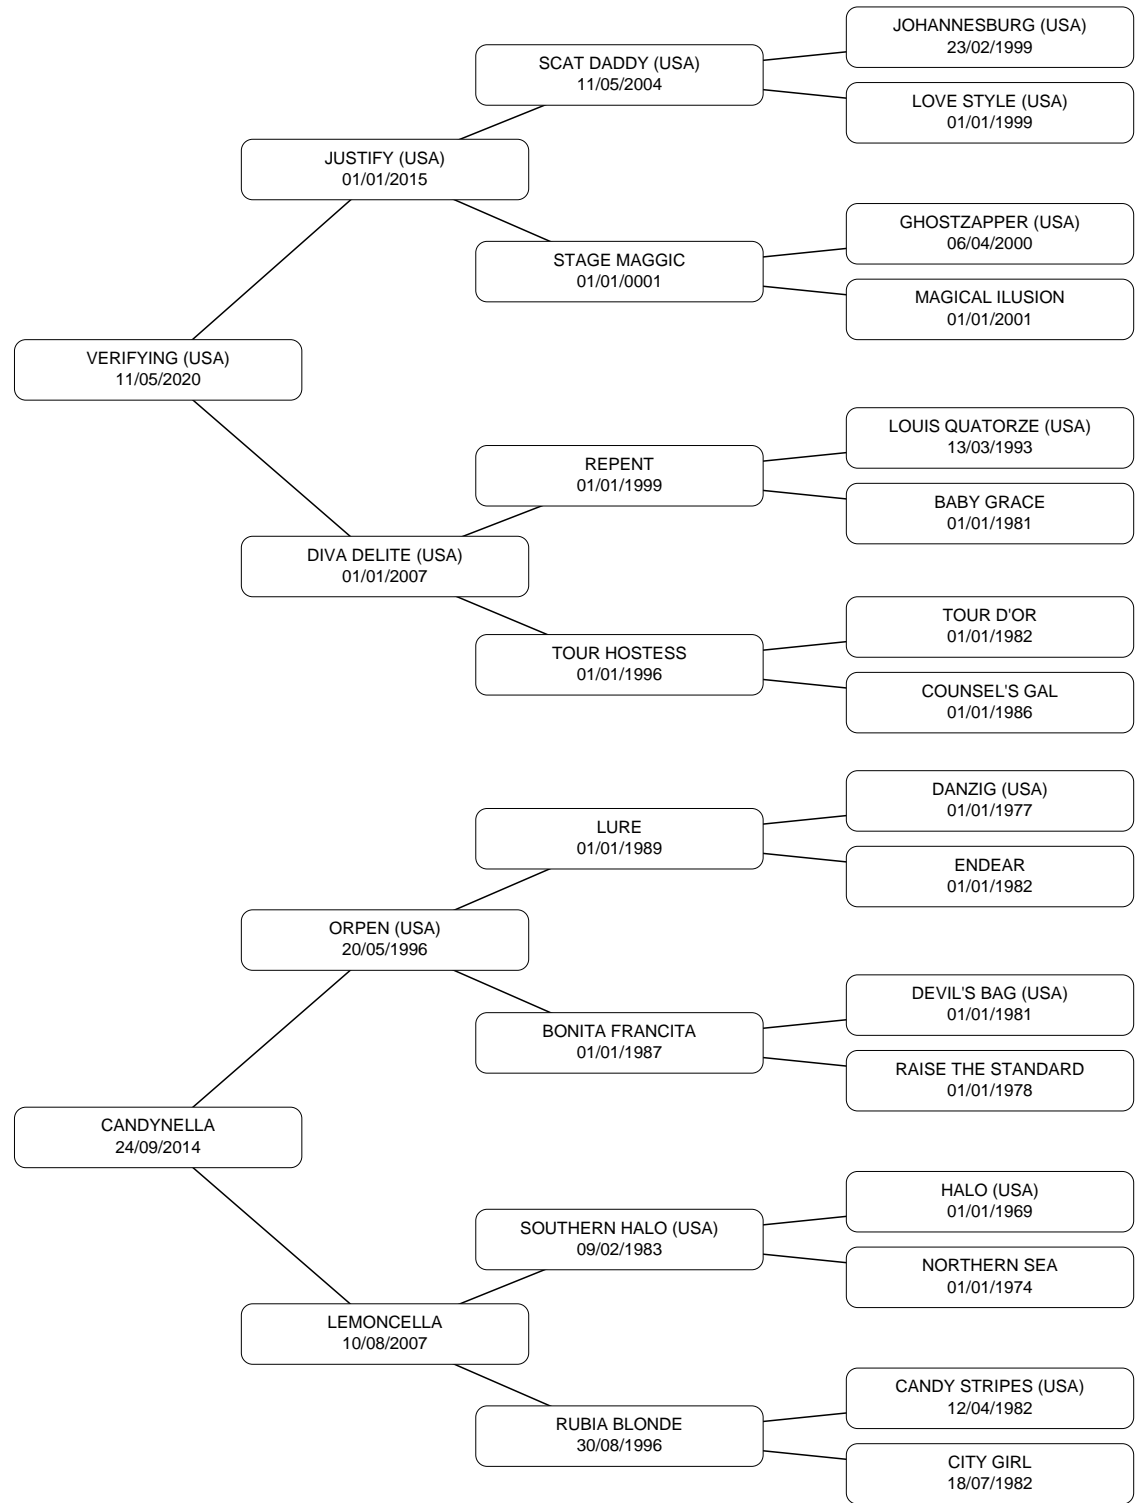 JOHANNESBURG (USA)
23/02/1999
SCAT DADDY (USA)
11/05/2004
LOVE STYLE (USA)
01/01/1999
JUSTIFY (USA)
01/01/2015
GHOSTZAPPER (USA)
06/04/2000
STAGE MAGGIC
01/01/0001
MAGICAL ILUSION
01/01/2001
VERIFYING (USA)
11/05/2020
LOUIS QUATORZE (USA)
13/03/1993
REPENT
01/01/1999
BABY GRACE
01/01/1981
DIVA DELITE (USA)
01/01/2007
TOUR D'OR
01/01/1982
TOUR HOSTESS
01/01/1996
COUNSEL'S GAL
01/01/1986
DANZIG (USA)
01/01/1977
LURE
01/01/1989
ENDEAR
01/01/1982
ORPEN (USA)
20/05/1996
DEVIL'S BAG (USA)
01/01/1981
BONITA FRANCITA
01/01/1987
RAISE THE STANDARD
01/01/1978
CANDYNELLA
24/09/2014
HALO (USA)
01/01/1969
SOUTHERN HALO (USA)
09/02/1983
NORTHERN SEA
01/01/1974
LEMONCELLA
10/08/2007
CANDY STRIPES (USA)
12/04/1982
RUBIA BLONDE
30/08/1996
CITY GIRL
18/07/1982